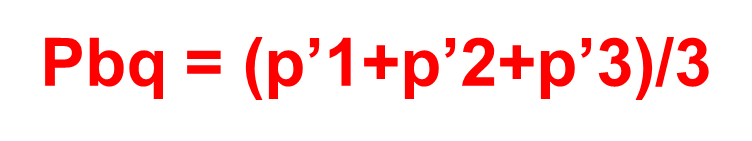 Pbq = (p’1+p’2+p’3)/3